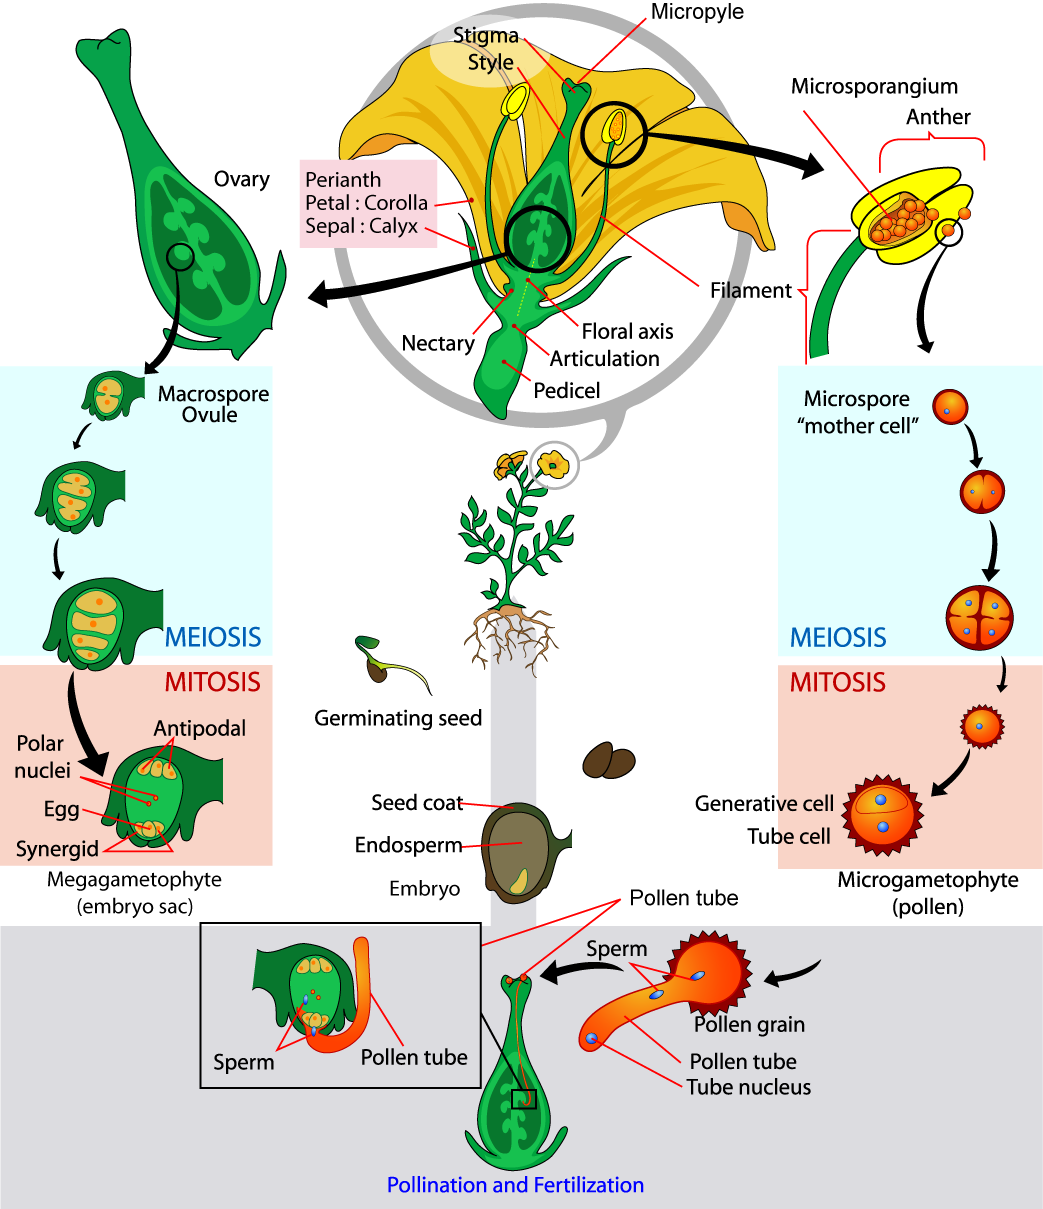 Micropyle
Stigma
Style
Microsporangium
Anther
Ovary
Perianth
Petal : Corolla
Sepal : Calyx
Filament
Nectary
Floral axis
Articulation
Pedicel
Macrospore
Ovule
Microspore
“mother cell”
MEIOSIS
MEIOSIS
MITOSIS
MITOSIS
Germinating seed
Antipodal
Polar
nuclei
Egg
Synergid
Seed coat
Endosperm
Embryo
Generative cell
Tube cell
Megagametophyte
(embryo sac)
Microgametophyte
(pollen)
Pollen tube
Sperm
Pollen grain
Sperm
Pollen tube
Pollen tube
Tube nucleus
Pollination and Fertilization